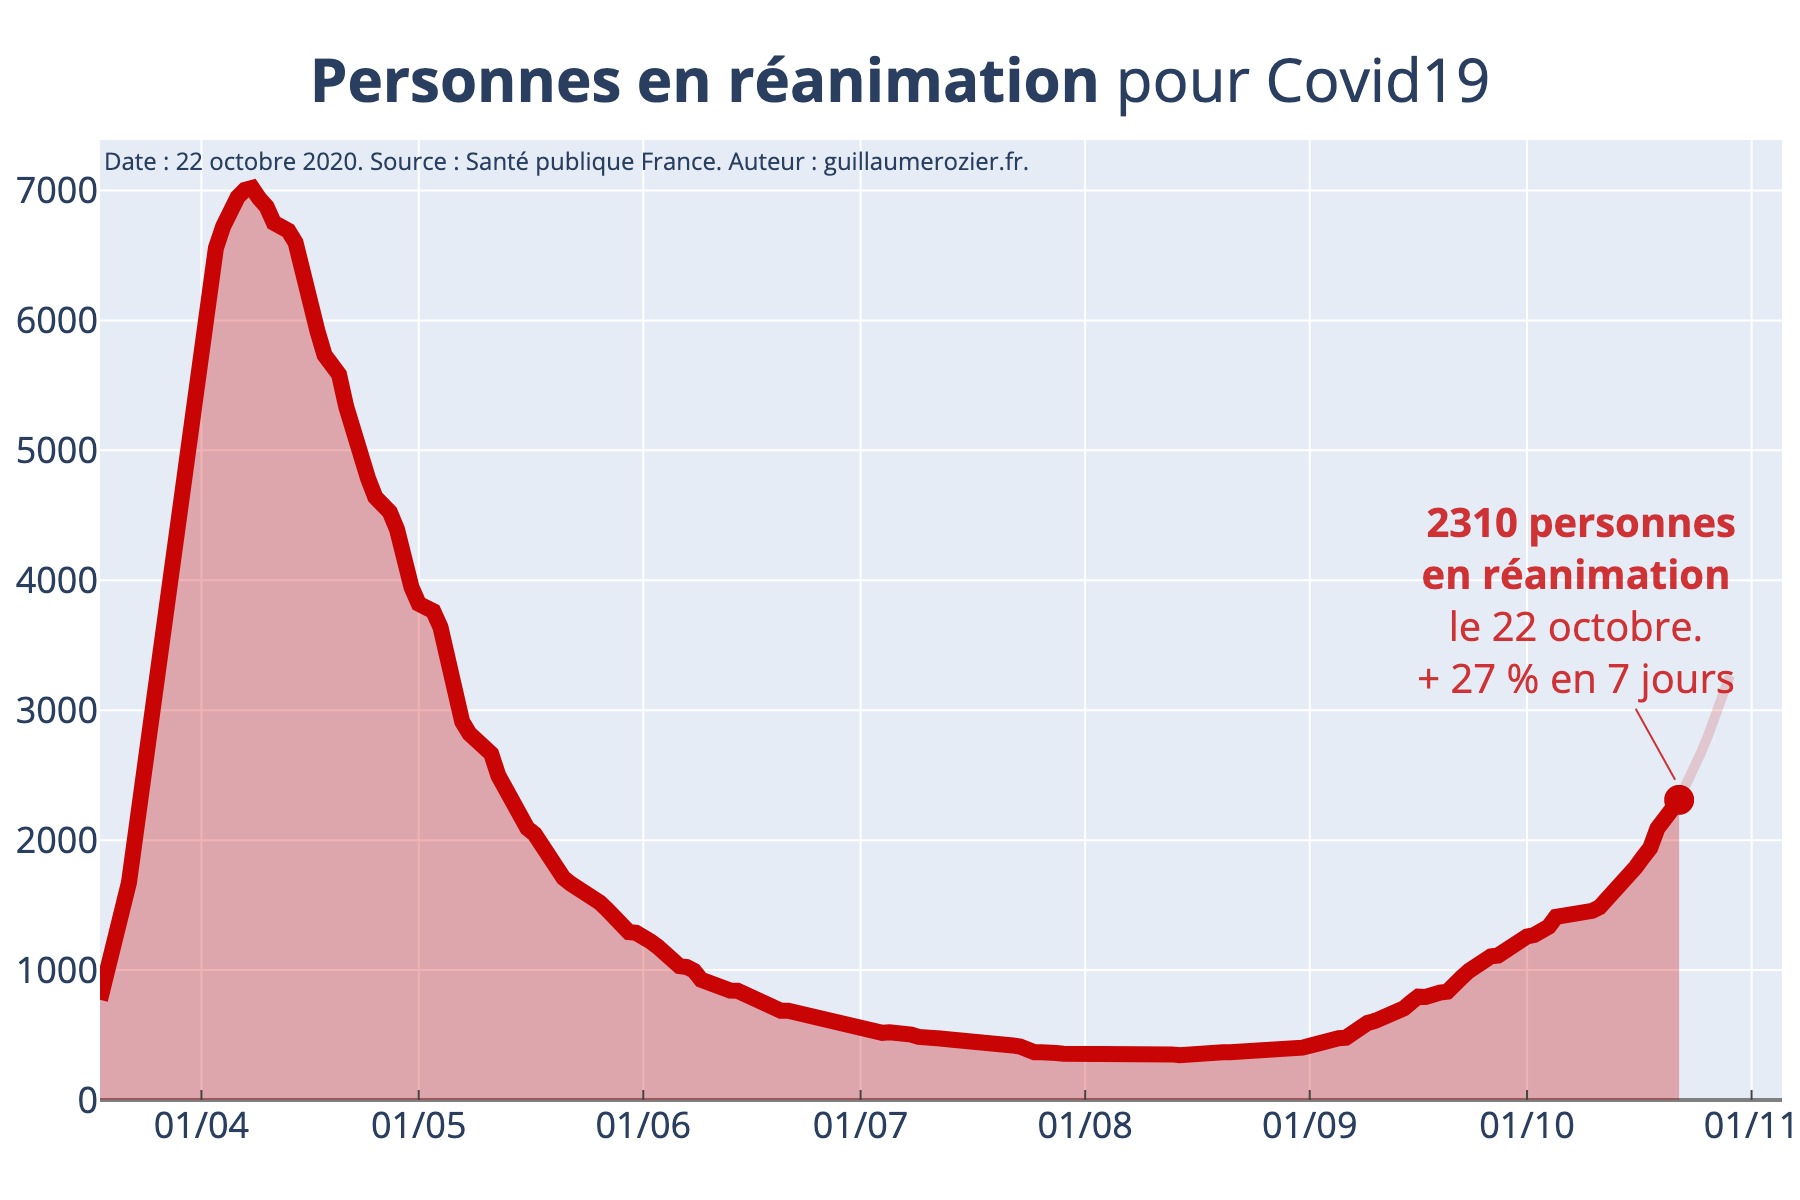 Personnes en réanimation pour Covid19
Date : 22 octobre 2020. Source : Santé publique France. Auteur : guillaumerozier.fr.
7000
6000
5000
4000
3000
2000
1000
0
2310 personnes
en réanimation
le 22 octobre.
+ 27 % en 7 jours
01/04 01/05 01/06 01/07 01/08 01/09 01/10 01/11